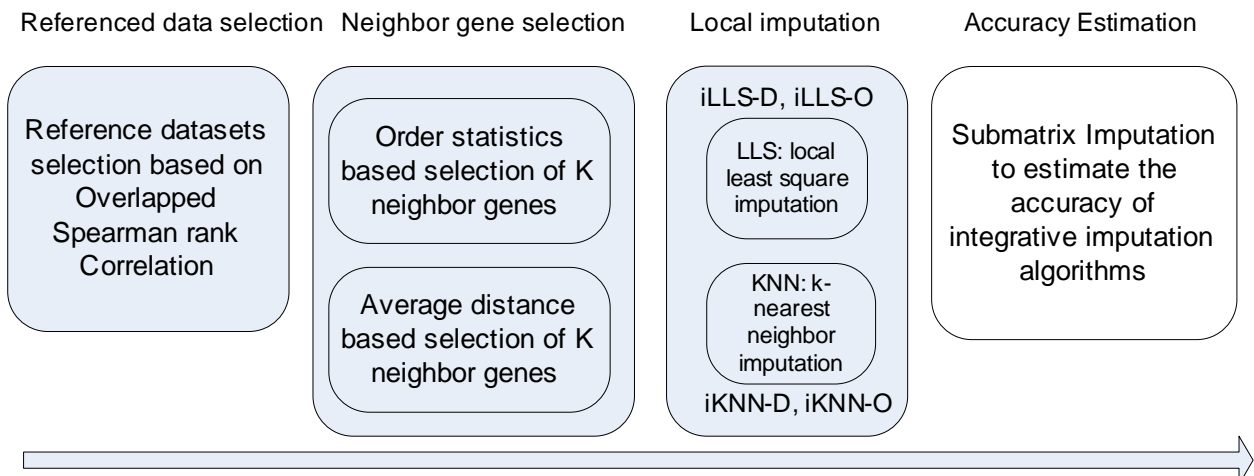 Referenced data selection
Neighbor gene selection
Local imputation
Accuracy Estimation
Reference datasets
selection based on
Overlapped
Spearman rank
Correlation
Order statistics
based selection of K
neighbor genes
Average distance
based selection of K
neighbor genes
iLLS-D, iLLS-O
LLS: local
least square
imputation
KNN: k-
nearest
neighbor
imputation
iKNN-D, iKNN-O
Submatrix Imputation
to estimate the
accuracy of
integrative imputation
algorithms